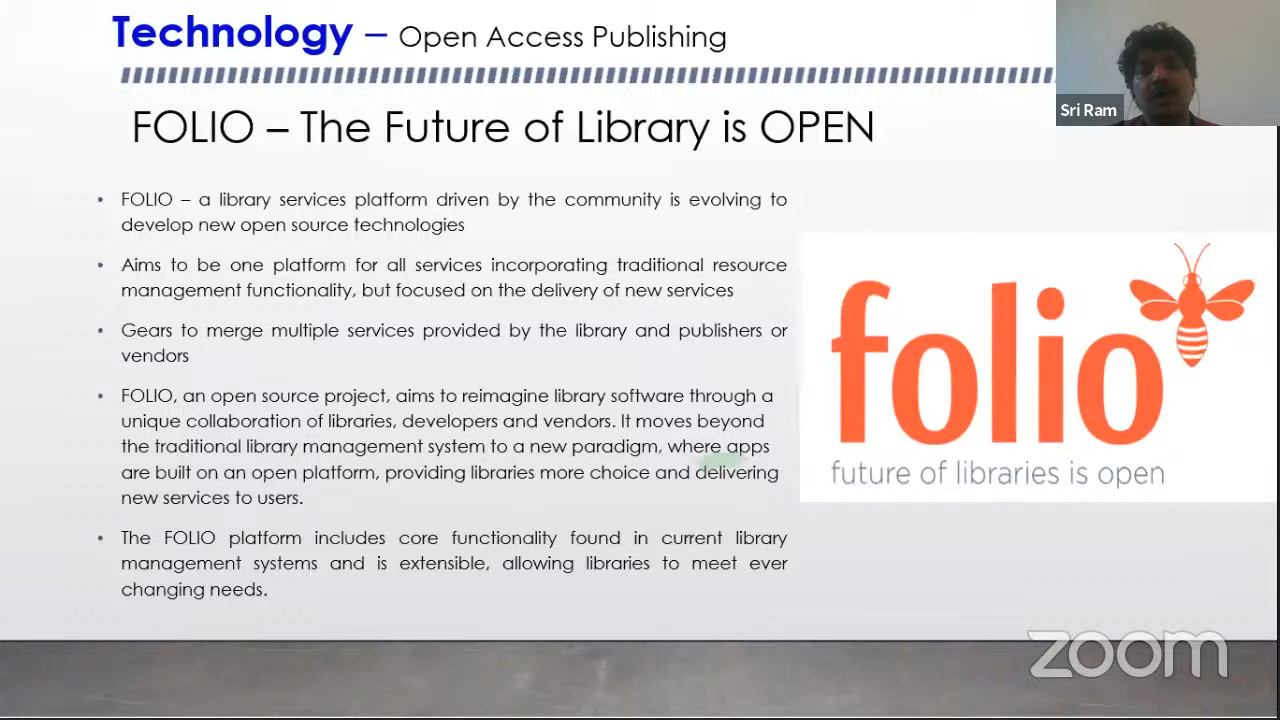 Technology – Open Access Publishing
Sri Ram
FOLIO – The Future of Library is OPEN
• FOLIO – a library services platform driven by the community is evolving to
develop new open source technologies
• Aims to be one platform for all services incorporating traditional resource
management functionality, but focused on the delivery of new services
• Gears to merge multiple services provided by the library and publishers or
vendors
• FOLIO, an open source project, aims to reimagine library software through a
unique collaboration of libraries, developers and vendors. It moves beyond
the traditional library management system to a new paradigm, where apps
are built on an open platform, providing libraries more choice and delivering
new services to users.
• The FOLIO platform includes core functionality found in current library
management systems and is extensible, allowing libraries to meet ever
changing needs.
folio
future of libraries is open
zoom